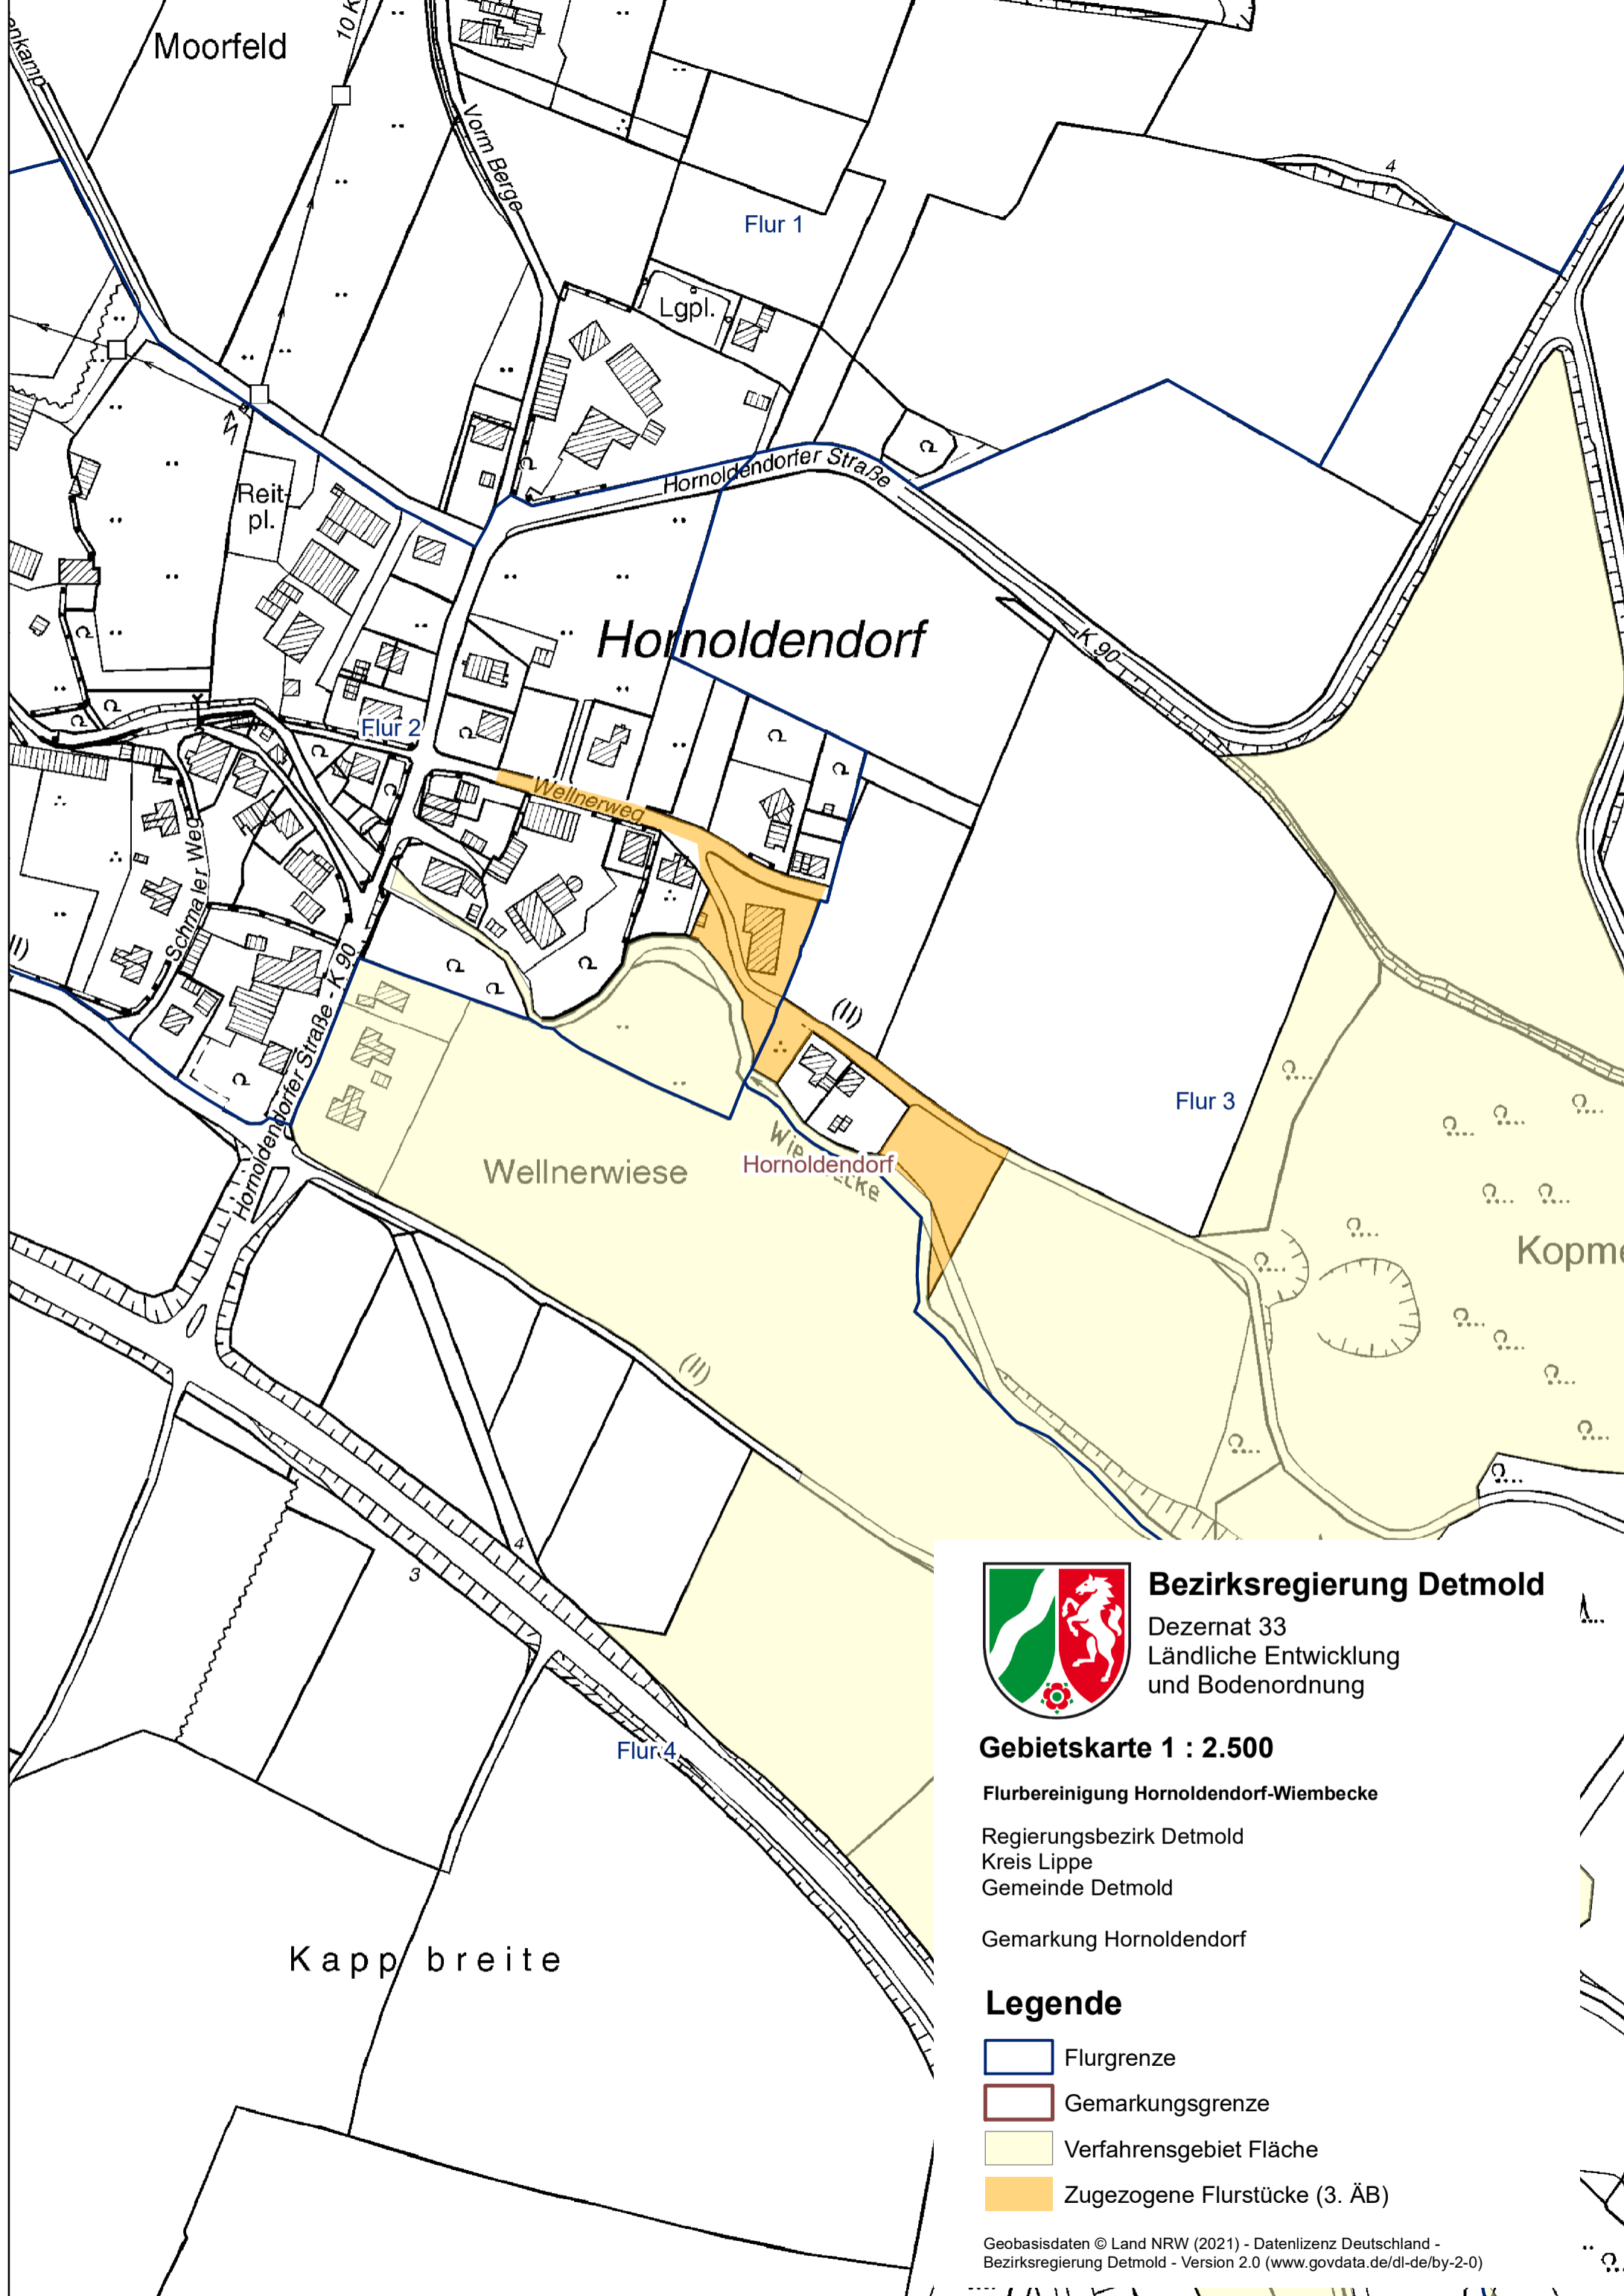 Moorfeld
Vorm Berge
4
Flur 1
Lgpl.
Hornoldendorfer Straße
Reit-
pl.
Hornoldendorf
K 90
Flur 2
Wellnerweg
Schmaler Weg
Hornoldendorfer Straße - K 90
(II)
Flur 3
Wellnerwiese
Hornoldendorf
(II)
4
3
Flur 4
Kappbreite
Bezirksregierung Detmold
Dezernat 33
Ländliche Entwicklung
und Bodenordnung
Gebietskarte 1 : 2.500
Flurbereinigung Hornoldendorf-Wiembecke
Regierungsbezirk Detmold
Kreis Lippe
Gemeinde Detmold
Gemarkung Hornoldendorf
Legende
Flurgrenze
Gemarkungsgrenze
Verfahrensgebiet Fläche
Zugezogene Flurstücke (3. ÄB)
Geobasisdaten © Land NRW (2021) - Datenlizenz Deutschland -
Bezirksregierung Detmold - Version 2.0 (www.govdata.de/dl-de/by-2-0)